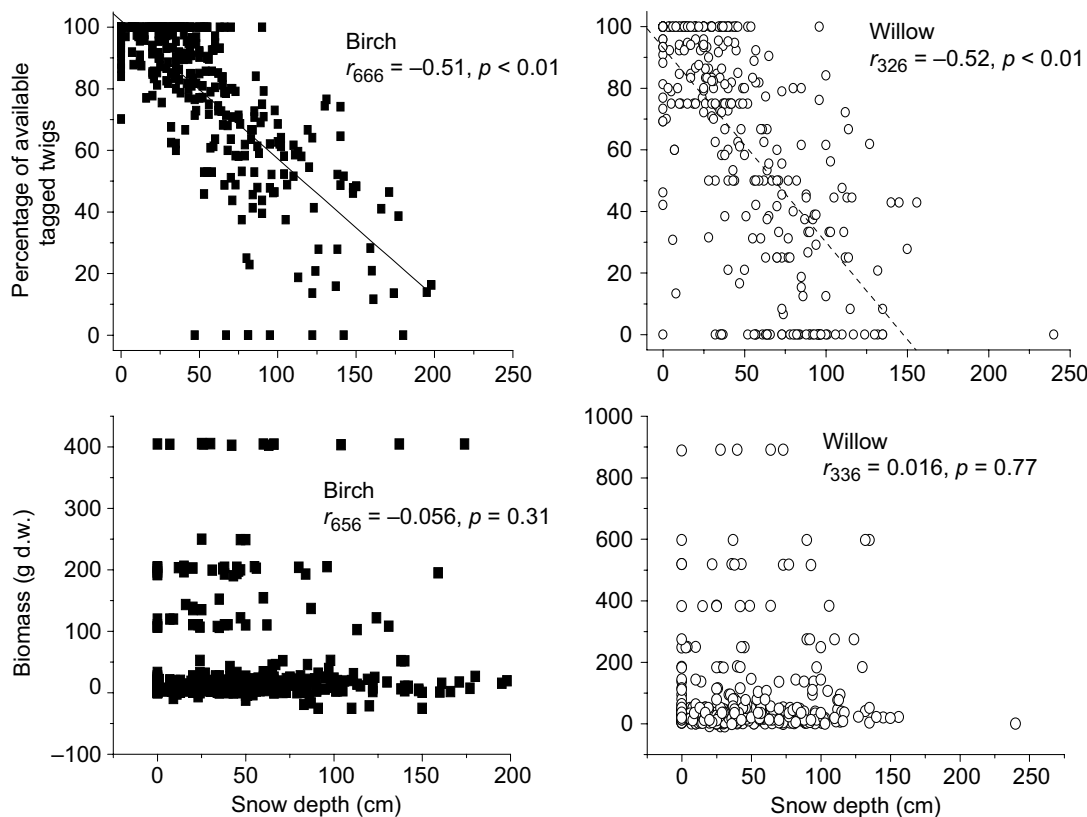 100
80
60
40
20
0
0 50 100 150 200 250
Percentage of available
tagged twigs
Birch
r666 = –0.51, p < 0.01
100
80
60
40
20
0
0 50 100 150 200 250
Willow
r326 = –0.52, p < 0.01
400
300
200
100
0
–100
0 50 100 150 200
Biomass (g d.w.)
Snow depth (cm)
Birch
r656 = –0.056, p = 0.31
1000
800
600
400
200
0
0 50 100 150 200 250
Snow depth (cm)
Willow
r336 = 0.016, p = 0.77